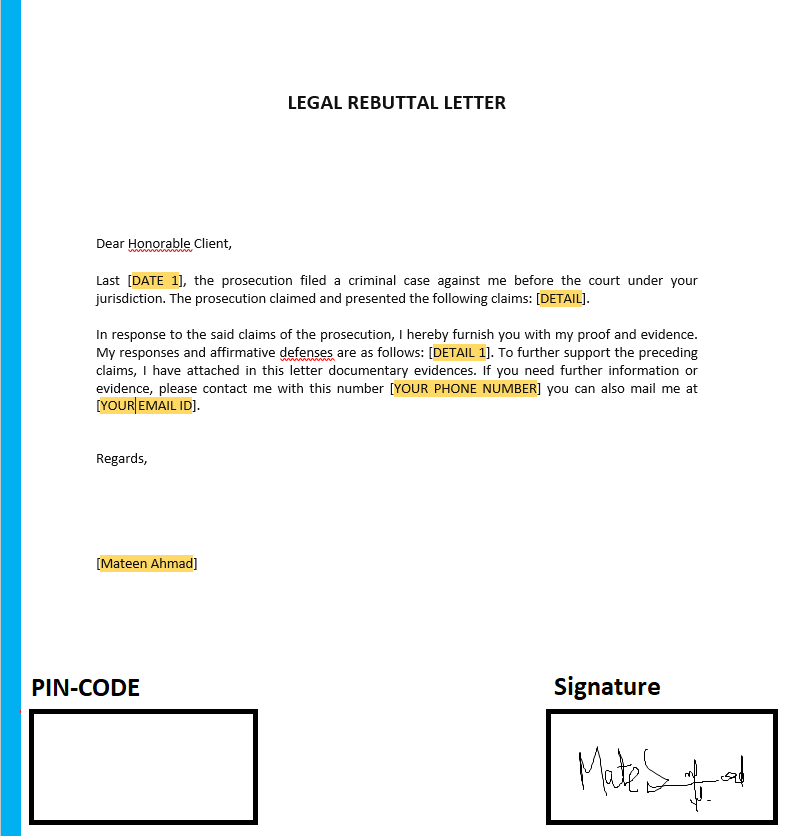 LEGAL REBUTTAL LETTER
Dear Honorable Client,
Last [DATE 1], the prosecution filed a criminal case against me before the court under your
jurisdiction. The prosecution claimed and presented the following claims: [DETAIL].
In response to the said claims of the prosecution, I hereby furnish you with my proof and evidence.
My responses and affirmative defenses are as follows: [DETAIL 1]. To further support the preceding
claims, I have attached in this letter documentary evidences. If you need further information or
evidence, please contact me with this number [YOUR PHONE NUMBER] you can also mail me at
[YOUR EMAIL ID].
Regards,
[Mateen Ahmad]
PIN-CODE
Signature